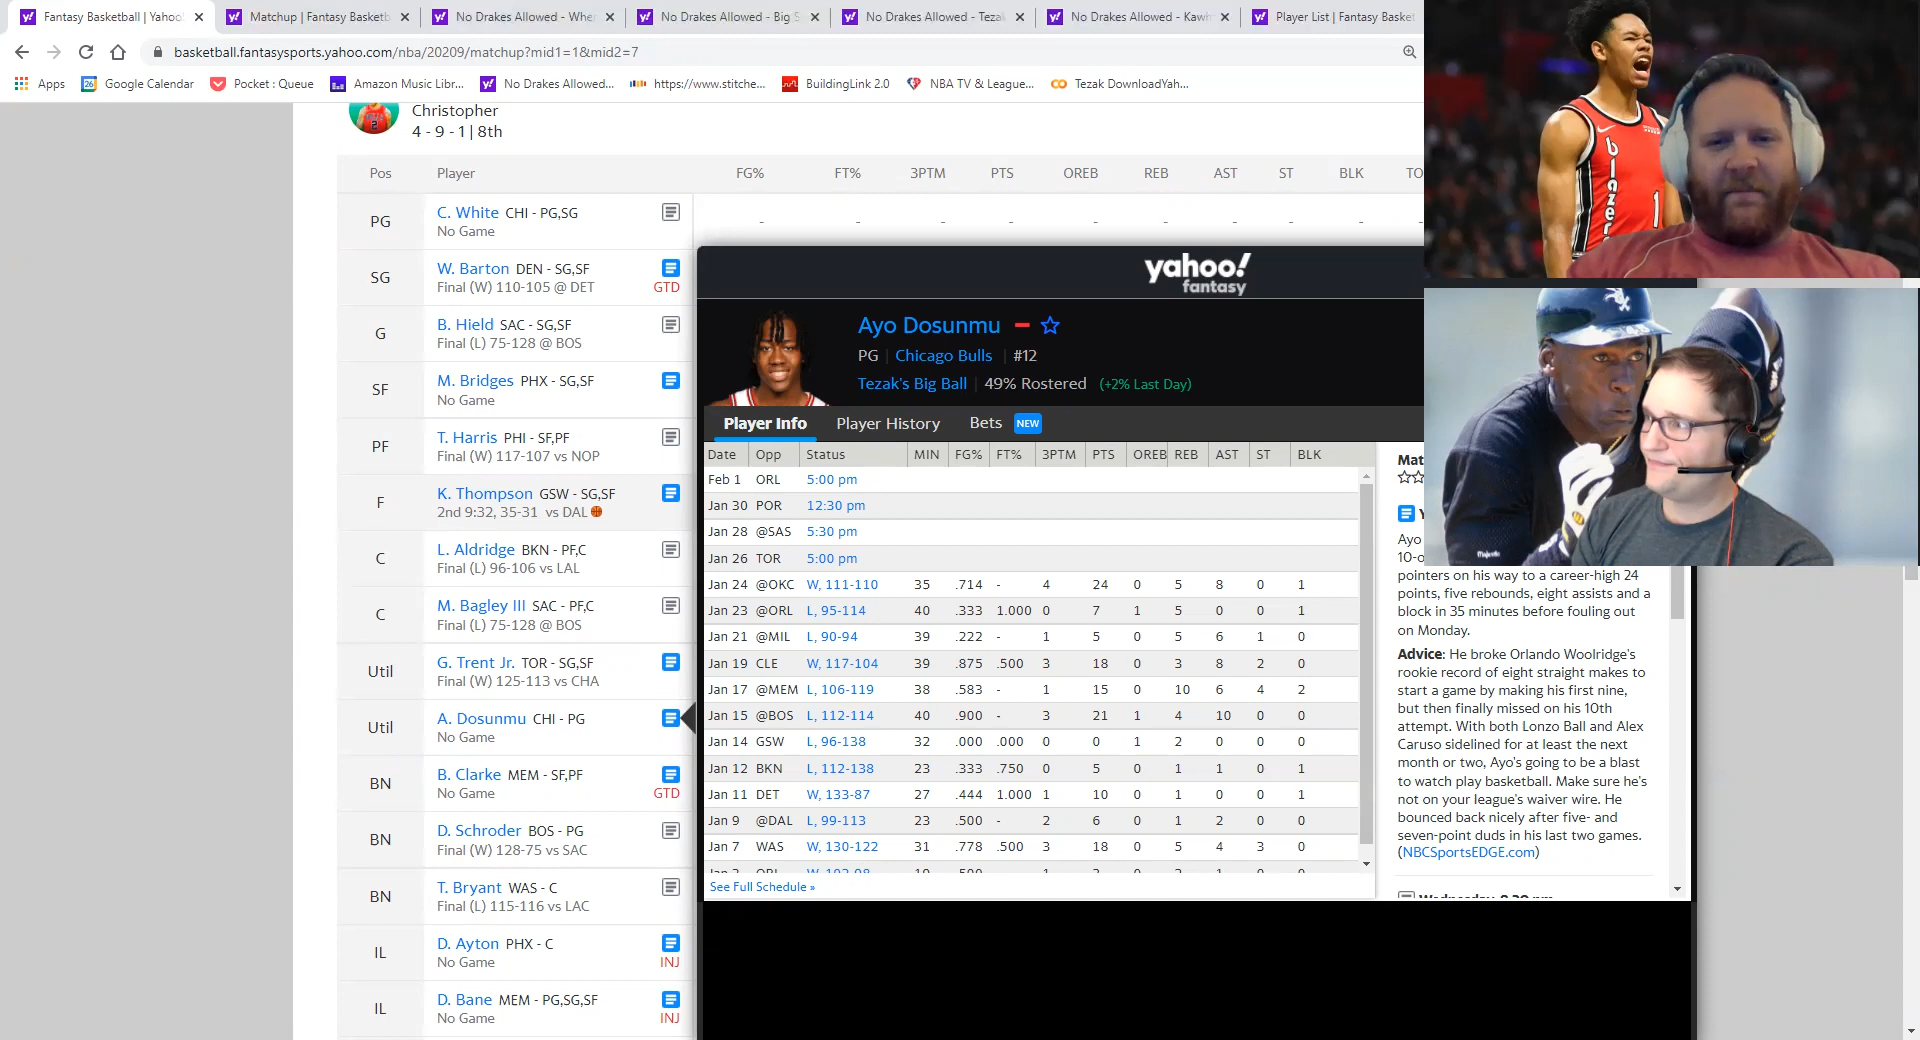 Fantasy Basketball | Yahoo!
Matchup | Fantasy Basketb
No Drakes Allowed - Whe
No Drakes Allowed - Big S
No Drakes Allowed - Teza
No Drakes Allowed - Kawh
Player List | Fantasy Basket
basketball.fantasysports.yahoo.com/nba/20209/matchup?mid1=1&mid2=7
Apps
Google Calendar
Pocket : Queue
Amazon Music Libr...
No Drakes Allowed...
https://www.stitche...
BuildingLink 2.0
NBA TV & League...
Tezak DownloadYah...
Christopher
4 - 9 - 1 | 8th
Pos Player FG% FT% 3PTM PTS OREB REB AST ST BLK TO
PG C. White CHI - PG,SG - - - - - - - - - -
No Game
SG W. Barton DEN - SG,SF
Final (W) 110-105 @ DET GTD
G B. Hield SAC - SG,SF
Final (L) 75-128 @ BOS
SF M. Bridges PHX - SG,SF
No Game
PF T. Harris PHI - SF,PF
Final (W) 117-107 vs NOP
F K. Thompson GSW - SG,SF
2nd 9:32, 35-31 vs DAL
C L. Aldridge BKN - PF,C
Final (L) 96-106 vs LAL
C M. Bagley III SAC - PF,C
Final (L) 75-128 @ BOS
Util G. Trent Jr. TOR - SG,SF
Final (W) 125-113 vs CHA
Util A. Dosunmu CHI - PG
No Game
BN B. Clarke MEM - SF,PF
No Game GTD
BN D. Schroder BOS - PG
Final (W) 128-75 vs SAC
BN T. Bryant WAS - C
Final (L) 115-116 vs LAC
IL D. Ayton PHX - C
No Game INJ
IL D. Bane MEM - PG,SG,SF
No Game INJ
yahoo!
fantasy
Ayo Dosunmu
PG | Chicago Bulls | #12
Tezak's Big Ball | 49% Rostered (+2% Last Day)
Player Info Player History Bets NEW
Date Opp Status MIN FG% FT% 3PTM PTS OREB REB AST ST BLK
Feb 1 ORL 5:00 pm
Jan 30 POR 12:30 pm
Jan 28 @SAS 5:30 pm
Jan 26 TOR 5:00 pm
Jan 24 @OKC W, 111-110 35 .714 - 4 24 0 5 8 0 1
Jan 23 @ORL L, 95-114 40 .333 1.000 0 7 1 5 0 0 1
Jan 21 @MIL L, 90-94 39 .222 - 1 5 0 5 6 1 0
Jan 19 CLE W, 117-104 39 .875 .500 3 18 0 3 8 2 0
Jan 17 @MEM L, 106-119 38 .583 - 1 15 0 10 6 4 2
Jan 15 @BOS L, 112-114 40 .900 - 3 21 1 4 10 0 0
Jan 14 GSW L, 96-138 32 .000 .000 0 0 1 2 0 0 0
Jan 12 BKN L, 112-138 23 .333 .750 0 5 0 1 1 0 1
Jan 11 DET W, 133-87 27 .444 1.000 1 10 0 1 0 0 1
Jan 9 @DAL L, 99-113 23 .500 - 2 6 0 1 2 0 0
Jan 7 WAS W, 130-122 31 .778 .500 3 18 0 5 4 3 0
See Full Schedule »
Mat
Y
Ayo
10-o
pointers on his way to a career-high 24
points, five rebounds, eight assists and a
block in 35 minutes before fouling out
on Monday.
Advice: He broke Orlando Woolridge's
rookie record of eight straight makes to
start a game by making his first nine,
but then finally missed on his 10th
attempt. With both Lonzo Ball and Alex
Caruso sidelined for at least the next
month or two, Ayo's going to be a blast
to watch play basketball. Make sure he's
not on your league's waiver wire. He
bounced back nicely after five- and
seven-point duds in his last two games.
(NBCSportsEDGE.com)
blazers
1
Majestic